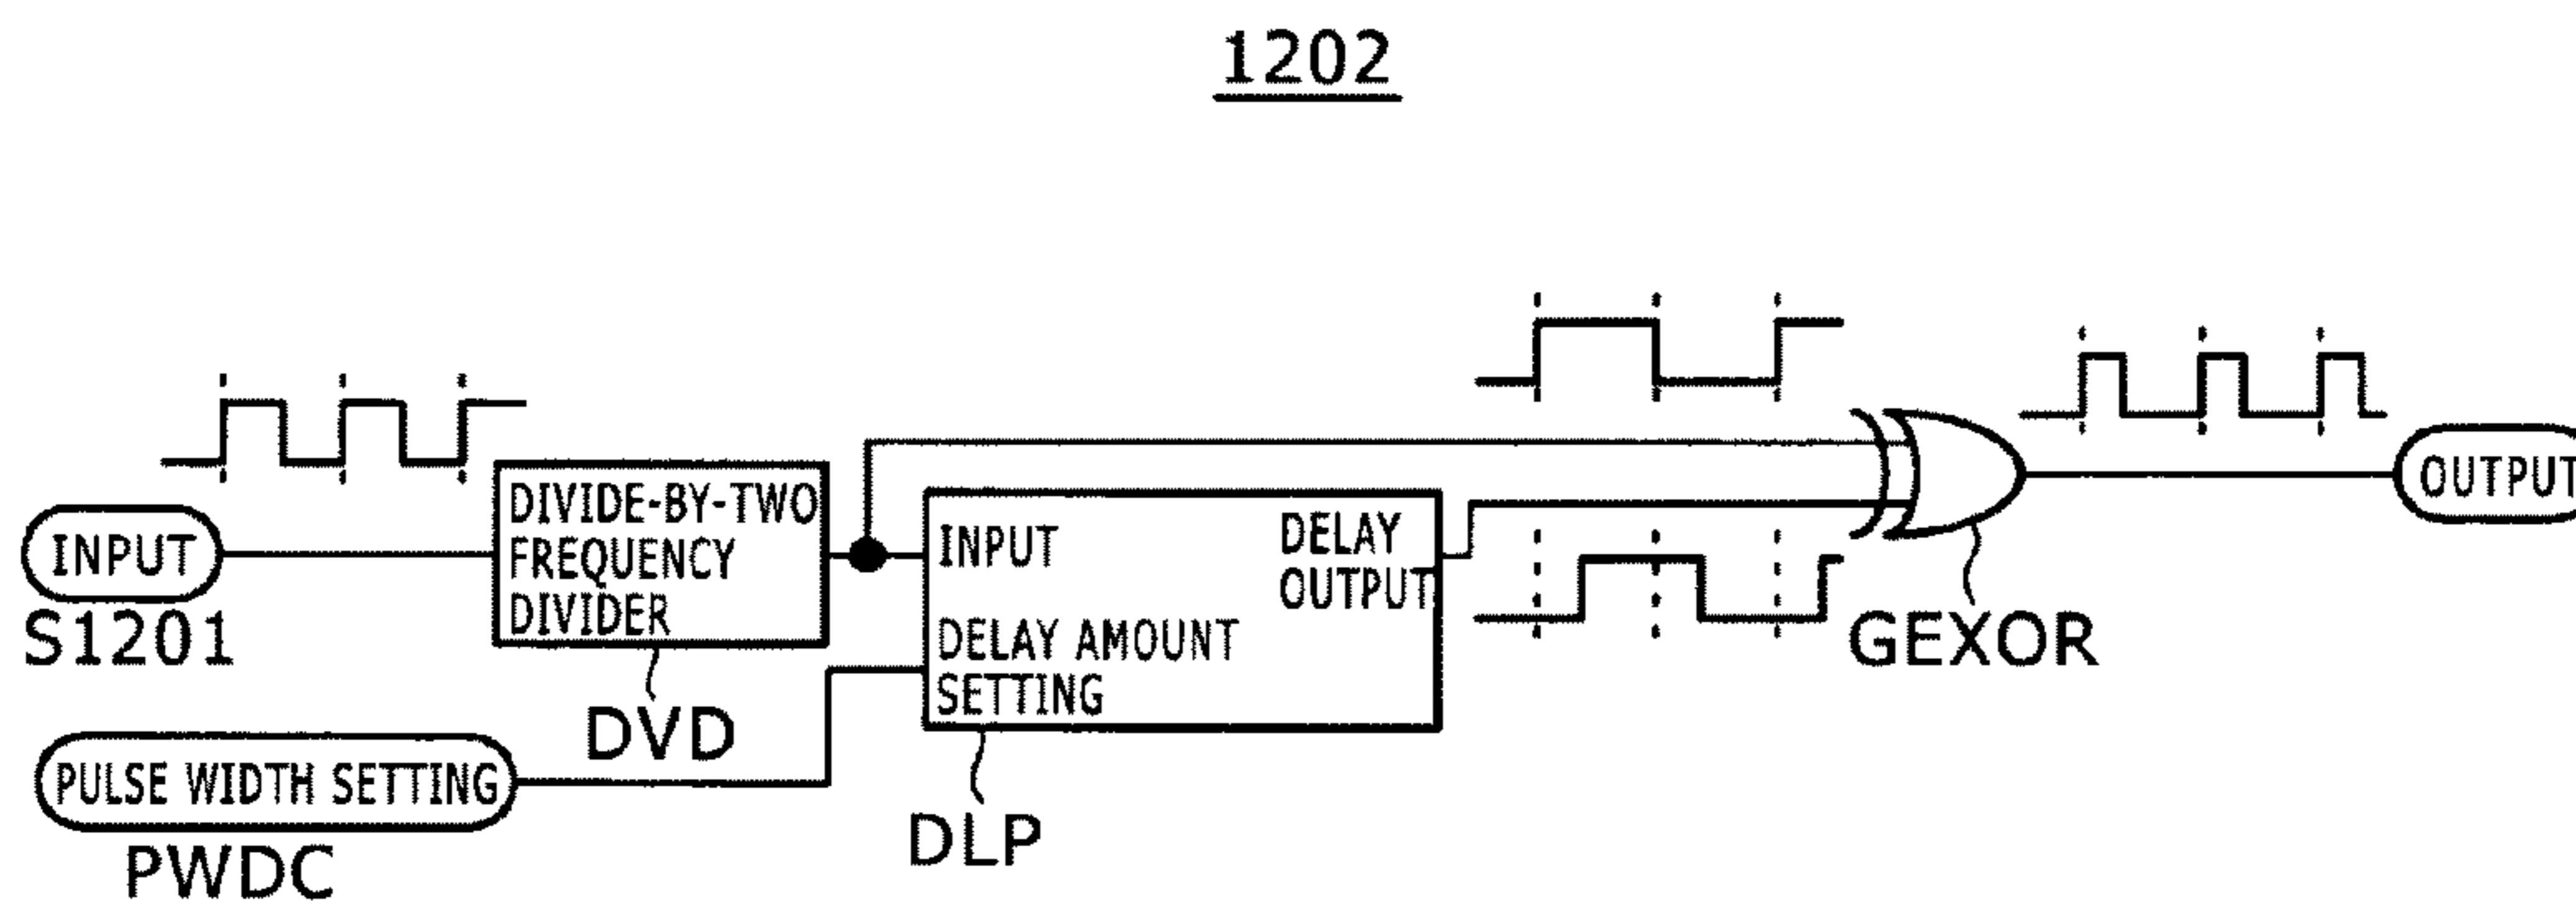 1202
INPUT
S1201
DIVIDE-BY-TWO
FREQUENCY
DIVIDER
DVD
PULSE WIDTH SETTING
PWDC
INPUT
DELAY
OUTPUT
DELAY AMOUNT
SETTING
DLP
GEXOR
OUTPUT